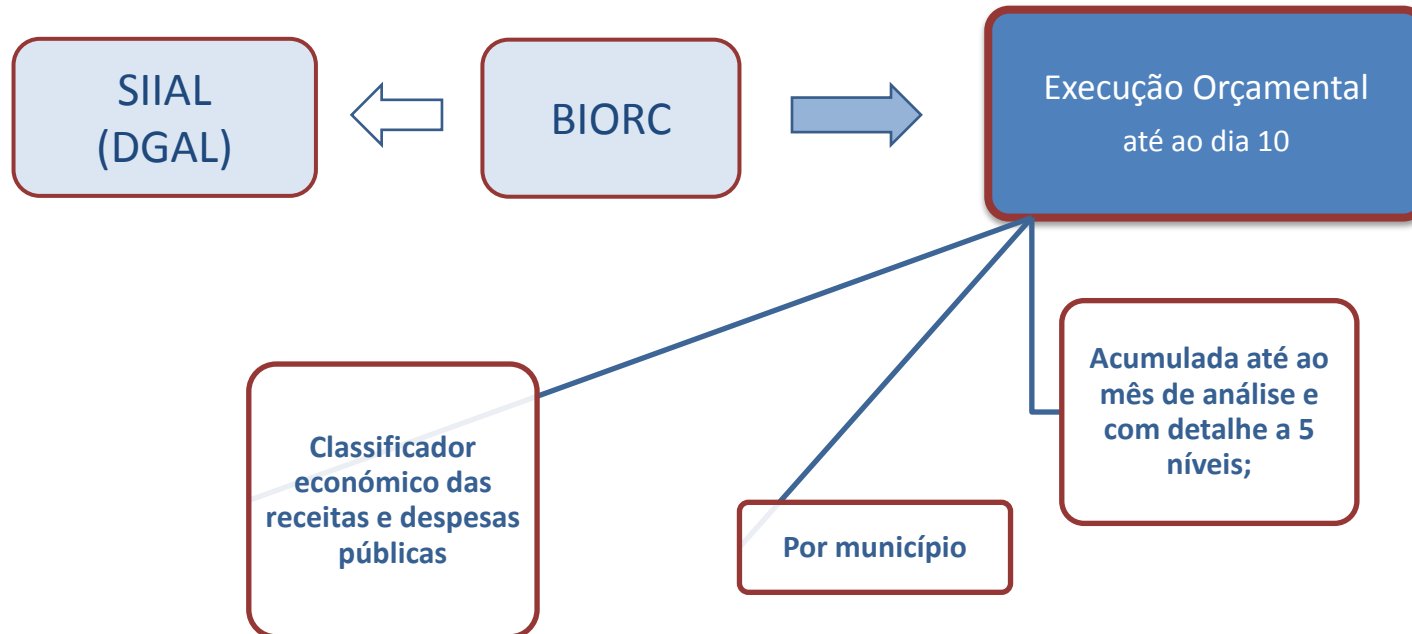 SIIAL
(DGAL)
BIORC
Execução Orçamental
até ao dia 10
Classificador
económico das
receitas e despesas
públicas
Por município
Acumulada até ao
mês de análise e
com detalhe a 5
níveis;